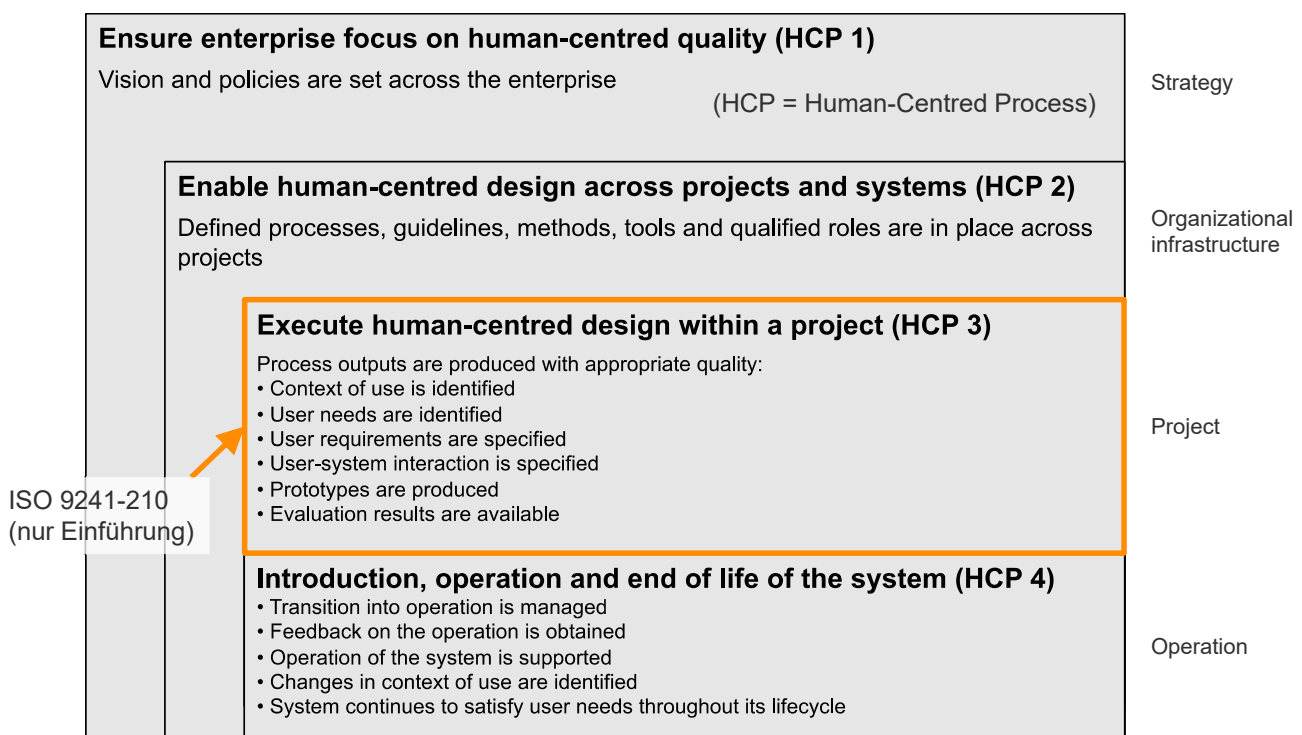 Ensure enterprise focus on human-centred quality (HCP 1)
Vision and policies are set across the enterprise
(HCP = Human-Centred Process)
Strategy
Enable human-centred design across projects and systems (HCP 2)
Defined processes, guidelines, methods, tools and qualified roles are in place across
projects
Organizational
infrastructure
Execute human-centred design within a project (HCP 3)
Process outputs are produced with appropriate quality:
• Context of use is identified
• User needs are identified
• User requirements are specified
• User-system interaction is specified
• Prototypes are produced
• Evaluation results are available
Project
ISO 9241-210
(nur Einführung)
Introduction, operation and end of life of the system (HCP 4)
• Transition into operation is managed
• Feedback on the operation is obtained
• Operation of the system is supported
• Changes in context of use are identified
• System continues to satisfy user needs throughout its lifecycle
Operation